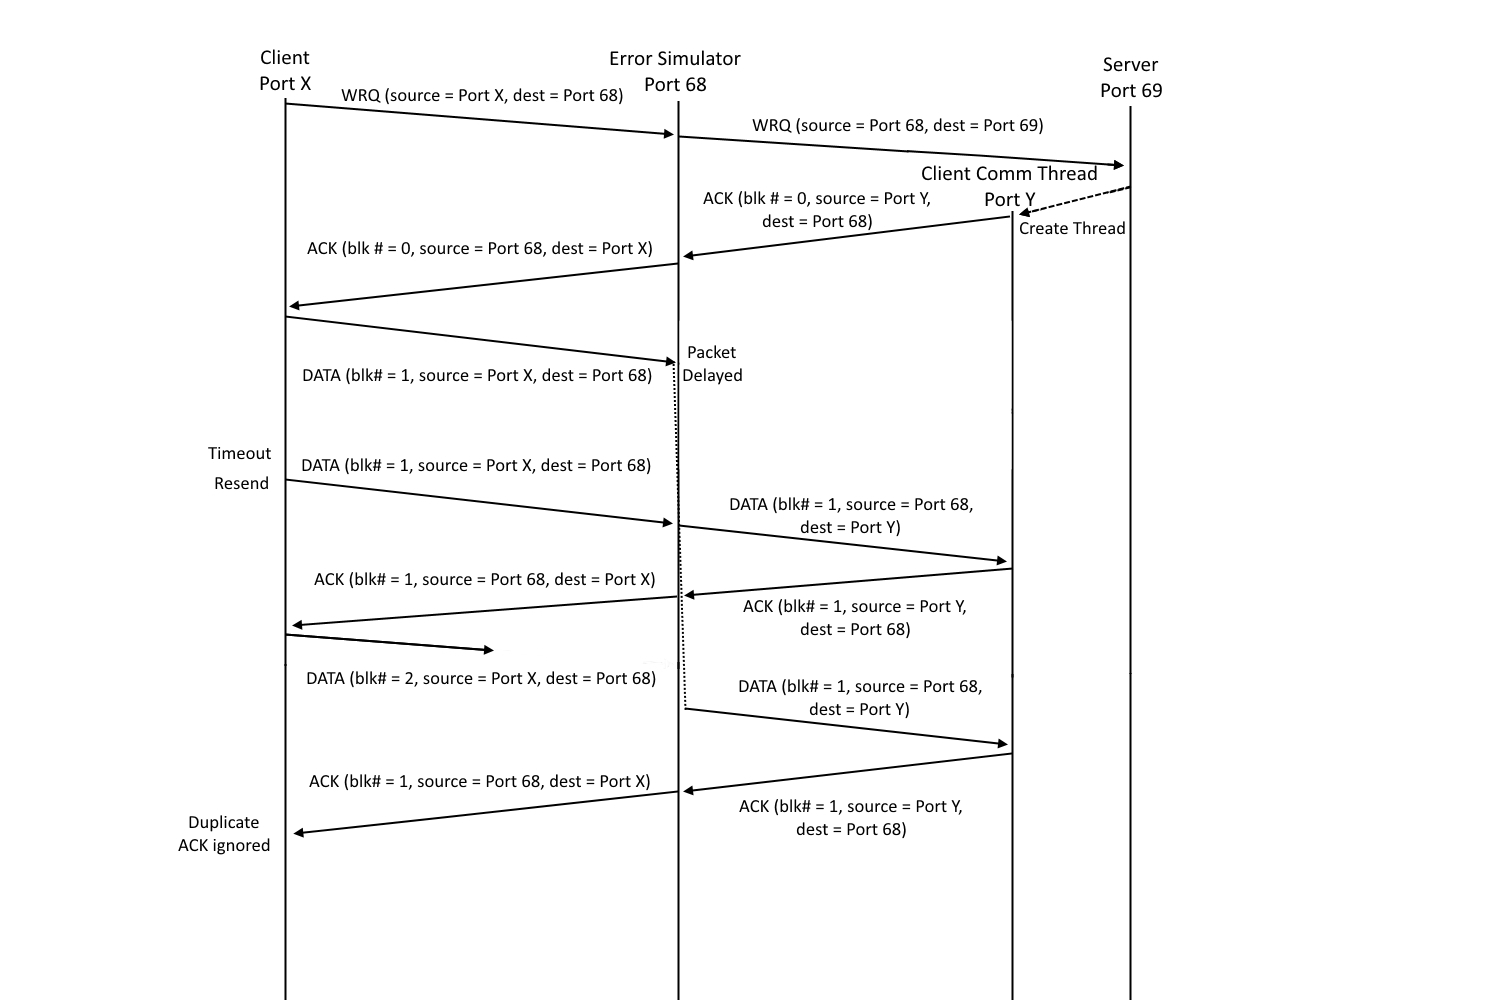 Client
Port X
Error Simulator
Port 68
Server
Port 69
WRQ (source = Port X, dest = Port 68)
WRQ (source = Port 68, dest = Port 69)
Client Comm Thread
Port Y
Create Thread
ACK (blk # = 0, source = Port Y,
dest = Port 68)
ACK (blk # = 0, source = Port 68, dest = Port X)
Packet
Delayed
DATA (blk# = 1, source = Port X, dest = Port 68)
Timeout
Resend
DATA (blk# = 1, source = Port X, dest = Port 68)
DATA (blk# = 1, source = Port 68,
dest = Port Y)
ACK (blk# = 1, source = Port 68, dest = Port X)
ACK (blk# = 1, source = Port Y,
dest = Port 68)
DATA (blk# = 2, source = Port X, dest = Port 68)
DATA (blk# = 1, source = Port 68,
dest = Port Y)
ACK (blk# = 1, source = Port 68, dest = Port X)
ACK (blk# = 1, source = Port Y,
dest = Port 68)
Duplicate
ACK ignored